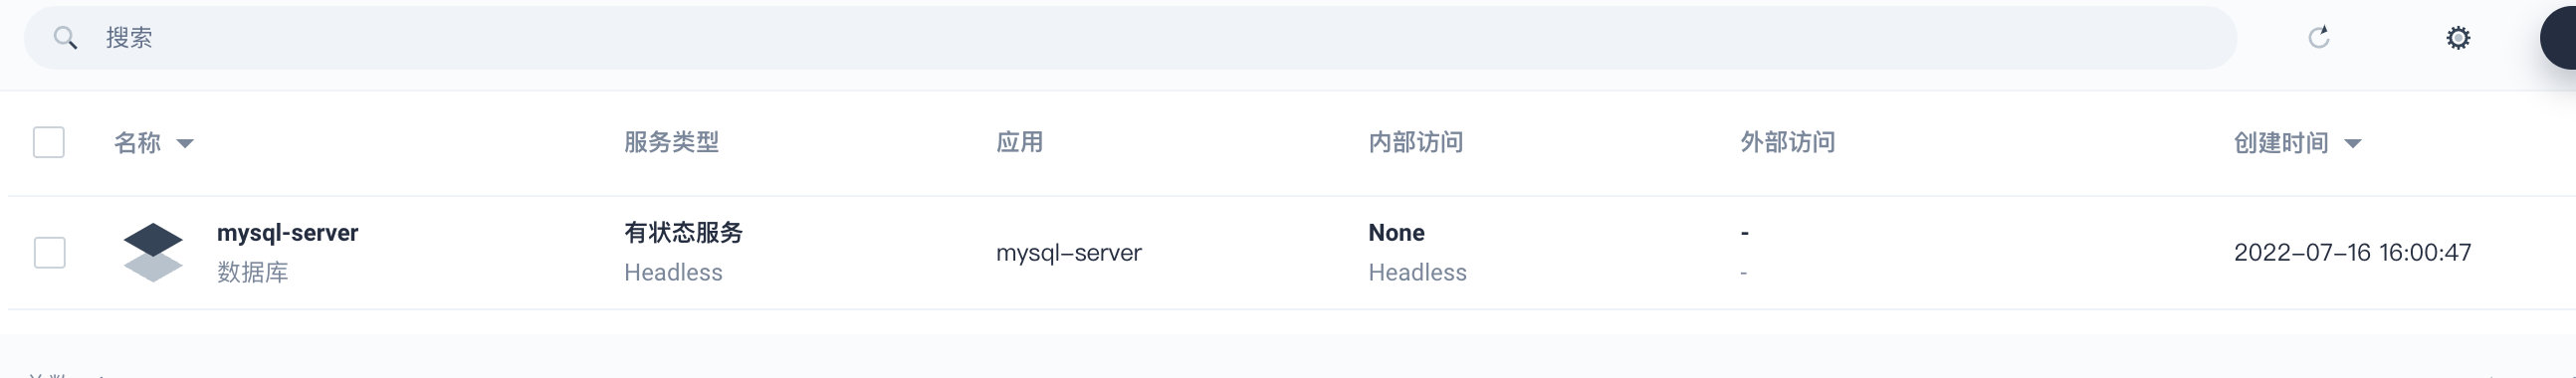 搜索
名称 服务类型 应用 内部访问 外部访问 创建时间
mysql-server 有状态服务 mysql-server None - 2022-07-16 16:00:47
数据库 Headless Headless -